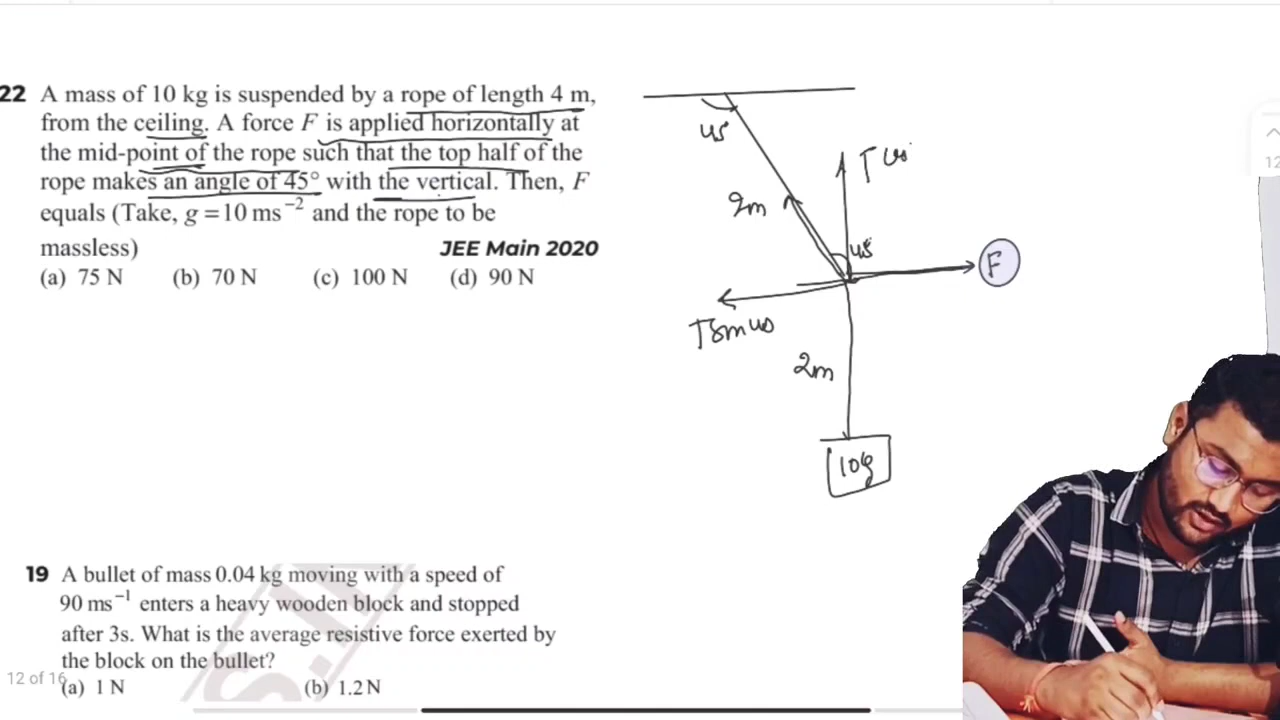 22 A mass of 10 kg is suspended by a rope of length 4 m,
from the ceiling. A force F is applied horizontally at
the mid-point of the rope such that the top half of the
rope makes an angle of 45° with the vertical. Then, F
equals (Take, g = 10 ms⁻² and the rope to be
massless) JEE Main 2020
(a) 75 N (b) 70 N (c) 100 N (d) 90 N
45
T
2m
45
F
T sin 45
2m
10g
19 A bullet of mass 0.04 kg moving with a speed of
90 ms⁻¹ enters a heavy wooden block and stopped
after 3s. What is the average resistive force exerted by
the block on the bullet?
12 of 16
(a) 1 N (b) 1.2 N
12